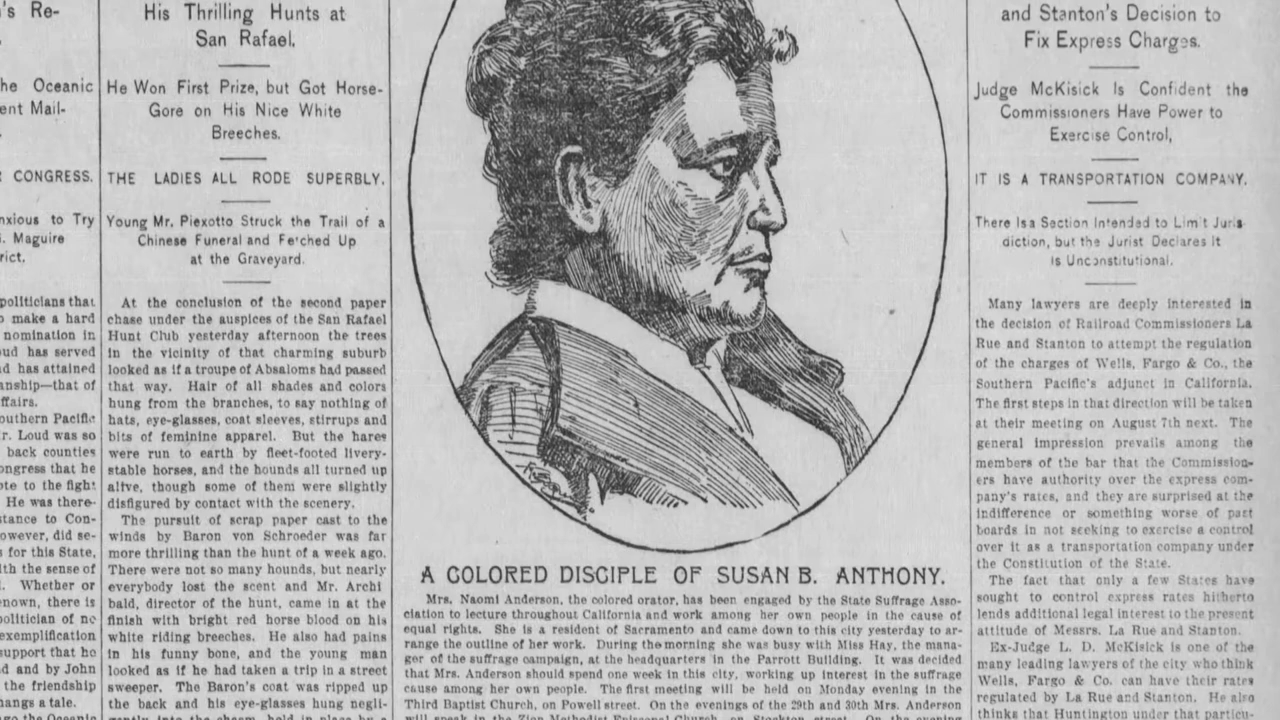 's Re-
he Oceanic
ent Mail-
CONGRESS.
nxious to Try
i. Maguire
rict.
politicians that
o make a hard
nomination in
oud has served
d has attained
anship—that of
ffairs.
outhern Pacific
r. Loud was so
back counties
ongress that he
ote to the fight
He was there-
stance to Con-
owever, did se-
s for this State,
ith the sense of
Whether or
nown, there is
politician of no
exemplification
support that he
d and by John
the friendship
hangs a tale.
ago the Oceanic
His Thrilling Hunts at
San Rafael.
He Won First Prize, but Got Horse-
Gore on His Nice White
Breeches.
THE LADIES ALL RODE SUPERBLY.
Young Mr. Piexotto Struck the Trail of a
Chinese Funeral and Fetched Up
at the Graveyard.
At the conclusion of the second paper
chase under the auspices of the San Rafael
Hunt Club yesterday afternoon the trees
in the vicinity of that charming suburb
looked as if a troupe of Absaloms had passed
that way. Hair of all shades and colors
hung from the branches, to say nothing of
hats, eye-glasses, coat sleeves, stirrups and
bits of feminine apparel. But the hares
were run to earth by fleet-footed livery-
stable horses, and the hounds all turned up
alive, though some of them were slightly
disfigured by contact with the scenery.
The pursuit of scrap paper cast to the
winds by Baron von Schroeder was far
more thrilling than the hunt of a week ago.
There were not so many hounds, but nearly
everybody lost the scent and Mr. Archi
bald, director of the hunt, came in at the
finish with bright red horse blood on his
white riding breeches. He also had pains
in his funny bone, and the young man
looked as if he had taken a trip in a street
sweeper. The Baron's coat was ripped up
the back and his eye-glasses hung negli-
gently into the chasm, held in place by a
A COLORED DISCIPLE OF SUSAN B. ANTHONY.
Mrs. Naomi Anderson, the colored orator, has been engaged by the State Suffrage Asso-
ciation to lecture throughout California and work among her own people in the cause of
equal rights. She is a resident of Sacramento and came down to this city yesterday to ar-
range the outline of her work. During the morning she was busy with Miss Hay, the mana-
ger of the suffrage campaign, at the headquarters in the Parrott Building. It was decided
that Mrs. Anderson should spend one week in this city, working up interest in the suffrage
cause among her own people. The first meeting will be held on Monday evening in the
Third Baptist Church, on Powell street. On the evenings of the 29th and 30th Mrs. Anderson
will speak in the Zion Methodist Episcopal Church, on Stockton street. On the evening
and Stanton's Decision to
Fix Express Charges.
Judge McKisick Is Confident the
Commissioners Have Power to
Exercise Control,
IT IS A TRANSPORTATION COMPANY.
There Is a Section Intended to Limit Juris-
diction, but the Jurist Declares It
is Unconstitutional.
Many lawyers are deeply interested in
the decision of Railroad Commissioners La
Rue and Stanton to attempt the regulation
of the charges of Wells, Fargo & Co., the
Southern Pacific's adjunct in California.
The first steps in that direction will be taken
at their meeting on August 7th next. The
general impression prevails among the
members of the bar that the Commission-
ers have authority over the express com-
pany's rates, and they are surprised at the
indifference or something worse of past
boards in not seeking to exercise a control
over it as a transportation company under
the Constitution of the State.
The fact that only a few States have
sought to control express rates hitherto
lends additional legal interest to the present
attitude of Messrs. La Rue and Stanton.
Ex-Judge L. D. McKisick is one of the
many leading lawyers of the city who think
Wells, Fargo & Co. can have their rates
regulated by La Rue and Stanton. He also
thinks that Huntington under that particu-